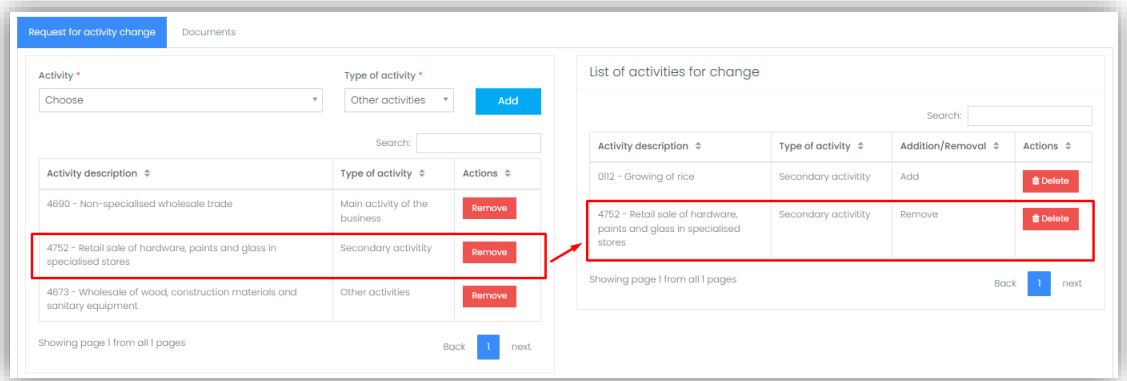 Request for activity change
Documents
Activity *
Type of activity *
Choose
Other activities
Add
Search:
Activity description
Type of activity
Actions
4690 - Non-specialised wholesale trade
Main activity of the
business
Remove
4752 - Retail sale of hardware, paints and glass in
specialised stores
Secondary activitity
Remove
4673 - Wholesale of wood, construction materials and
sanitary equipment
Other activities
Remove
Showing page 1 from all 1 pages
Back
1
next
List of activities for change
Search:
Activity description
Type of activity
Addition/Removal
Actions
0112 - Growing of rice
Secondary activitity
Add
Delete
4752 - Retail sale of hardware,
paints and glass in specialised
stores
Secondary activitity
Remove
Delete
Showing page 1 from all 1 pages
Back
1
next